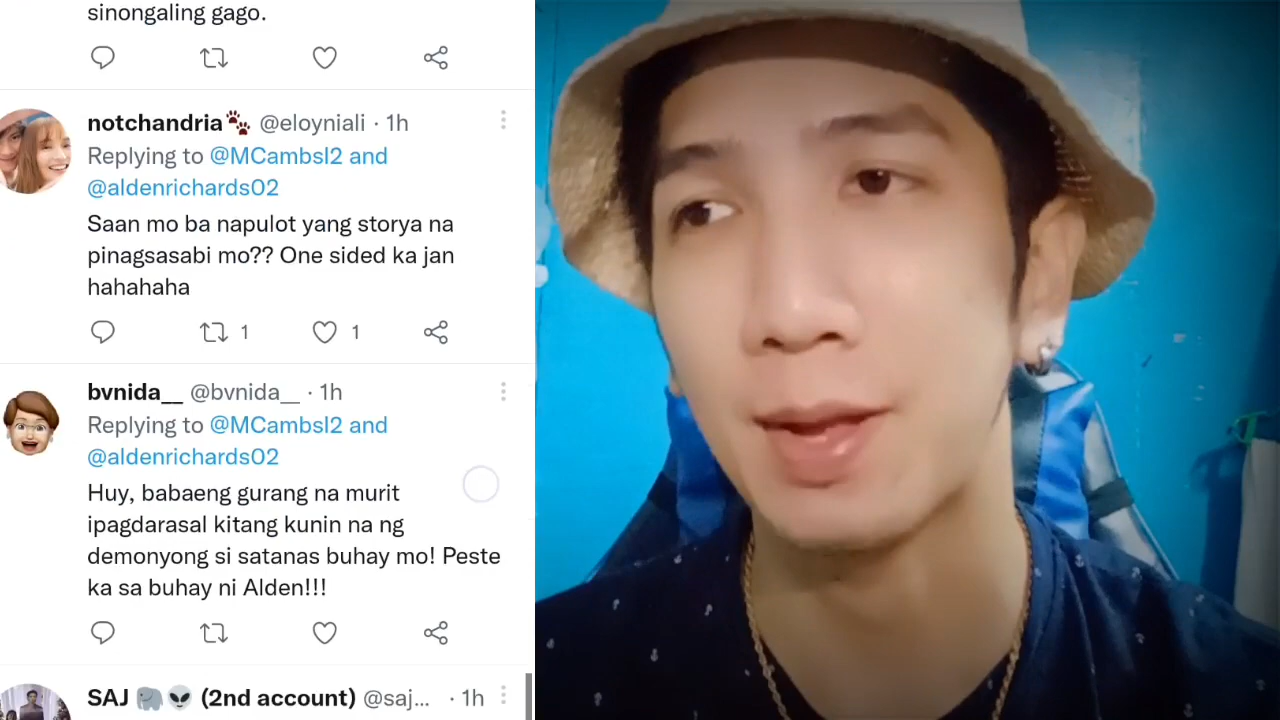 sinongaling gago.
notchandria🐾 @eloyniali · 1h
Replying to @MCambsl2 and
@aldenrichards02
Saan mo ba napulot yang storya na
pinagsasabi mo?? One sided ka jan
hahahaha
1 1
bvnida__ @bvnida__ · 1h
Replying to @MCambsl2 and
@aldenrichards02
Huy, babaeng gurang na murit
ipagdarasal kitang kunin na ng
demonyong si satanas buhay mo! Peste
ka sa buhay ni Alden!!!
SAJ 🐘👽 (2nd account) @saj... · 1h